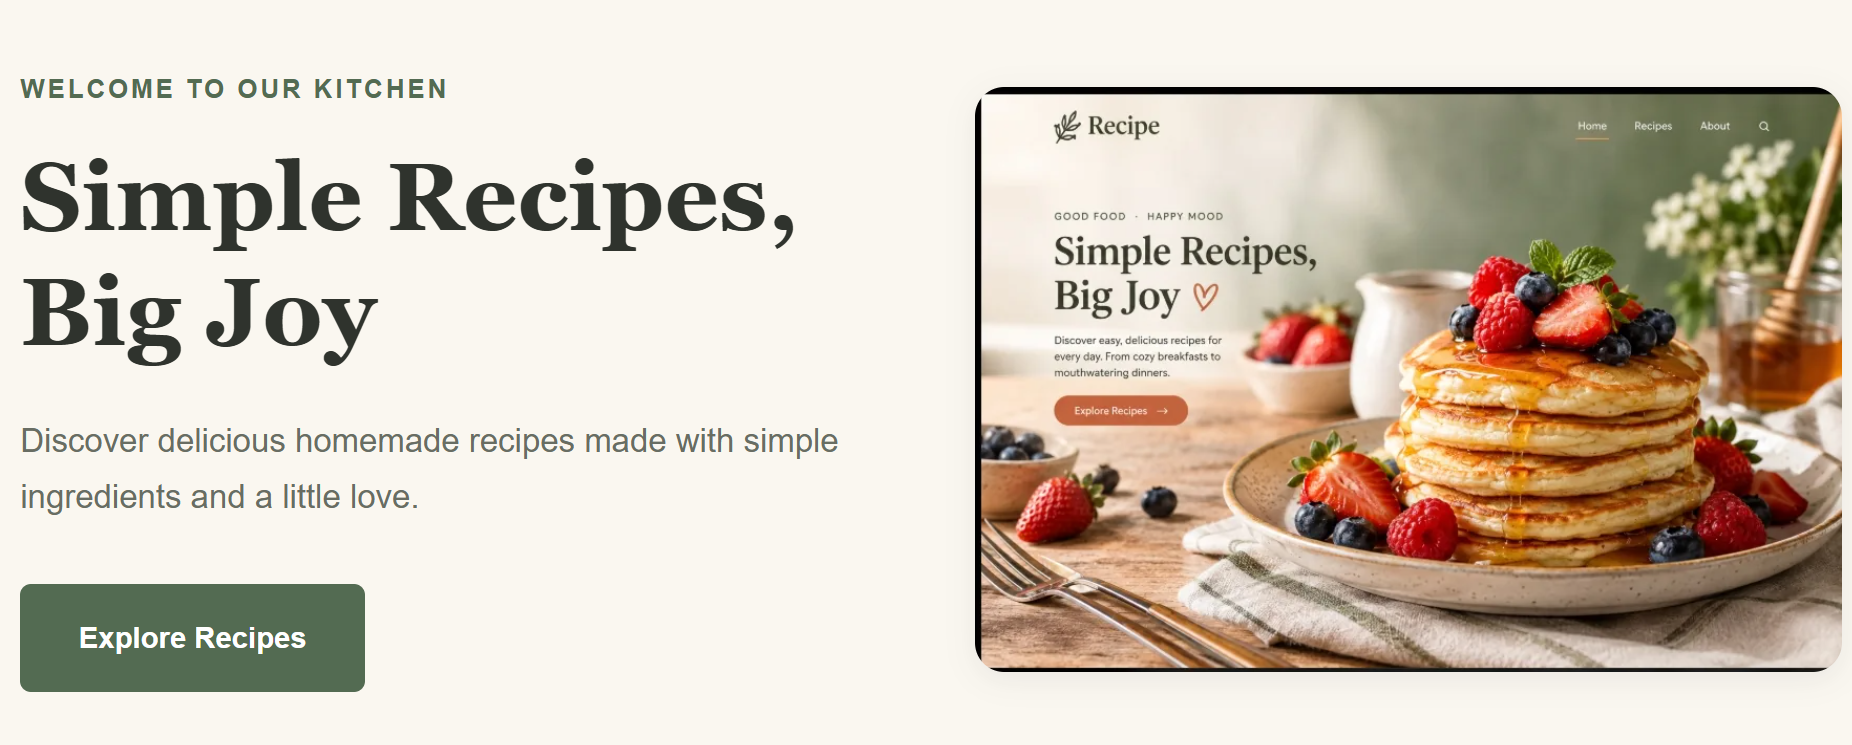 WELCOME TO OUR KITCHEN
Simple Recipes,
Big Joy
Discover delicious homemade recipes made with simple
ingredients and a little love.
Explore Recipes
Recipe
Home Recipes About
GOOD FOOD · HAPPY MOOD
Simple Recipes,
Big Joy
Discover easy, delicious recipes for
every day. From cozy breakfasts to
mouthwatering dinners.
Explore Recipes →